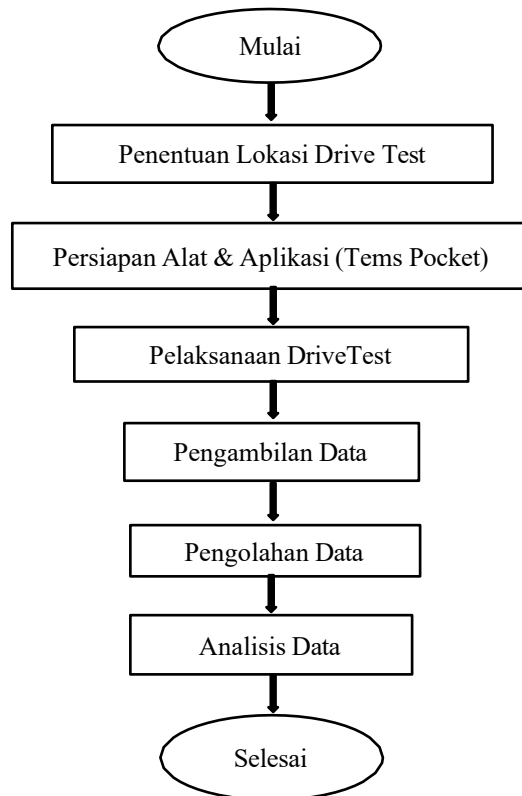 Mulai
Penentuan Lokasi Drive Test
Persiapan Alat & Aplikasi (Tems Pocket)
Pelaksanaan DriveTest
Pengambilan Data
Pengolahan Data
Analisis Data
Selesai